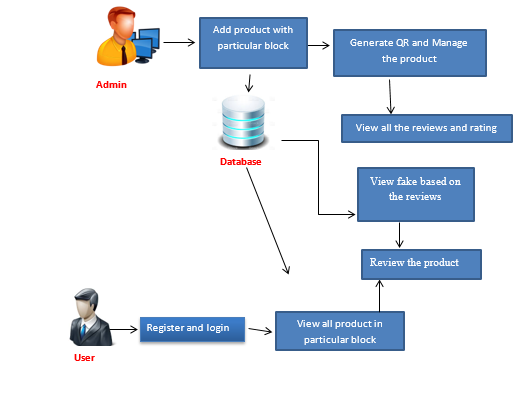 Add product with
particular block
Generate QR and Manage
the product
Admin
View all the reviews and rating
Database
View fake based on
the reviews
Review the product
Register and login
View all product in
particular block
User